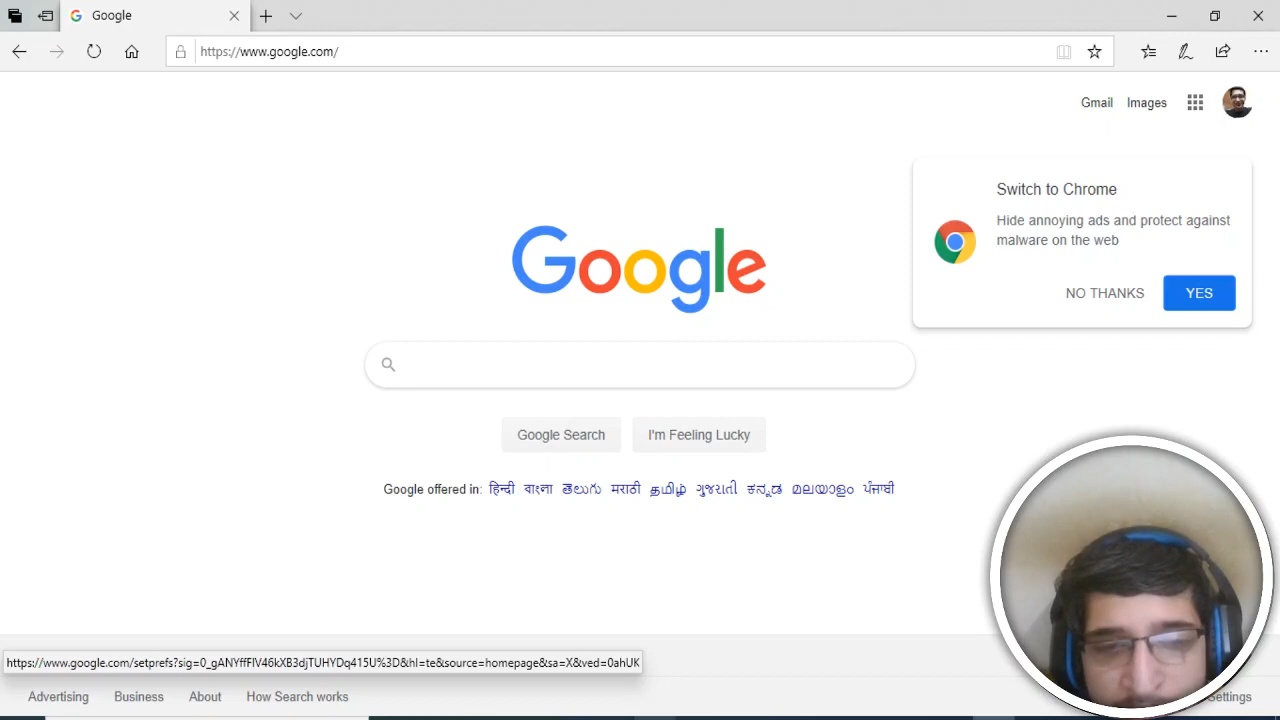 Google
https://www.google.com/
Gmail Images
Switch to Chrome
Hide annoying ads and protect against
malware on the web
NO THANKS YES
Google
Google Search I'm Feeling Lucky
Google offered in: हिन्दी বাংলা తెలుగు मराठी தமிழ் ગુજરાતી ಕನ್ನಡ മലയാളം ਪੰਜਾਬੀ
https://www.google.com/setprefs?sig=0_gANYffFIV46kXB3djTUHYDq415U%3D&hl=te&source=homepage&sa=X&ved=0ahUK
Advertising Business About How Search works Settings